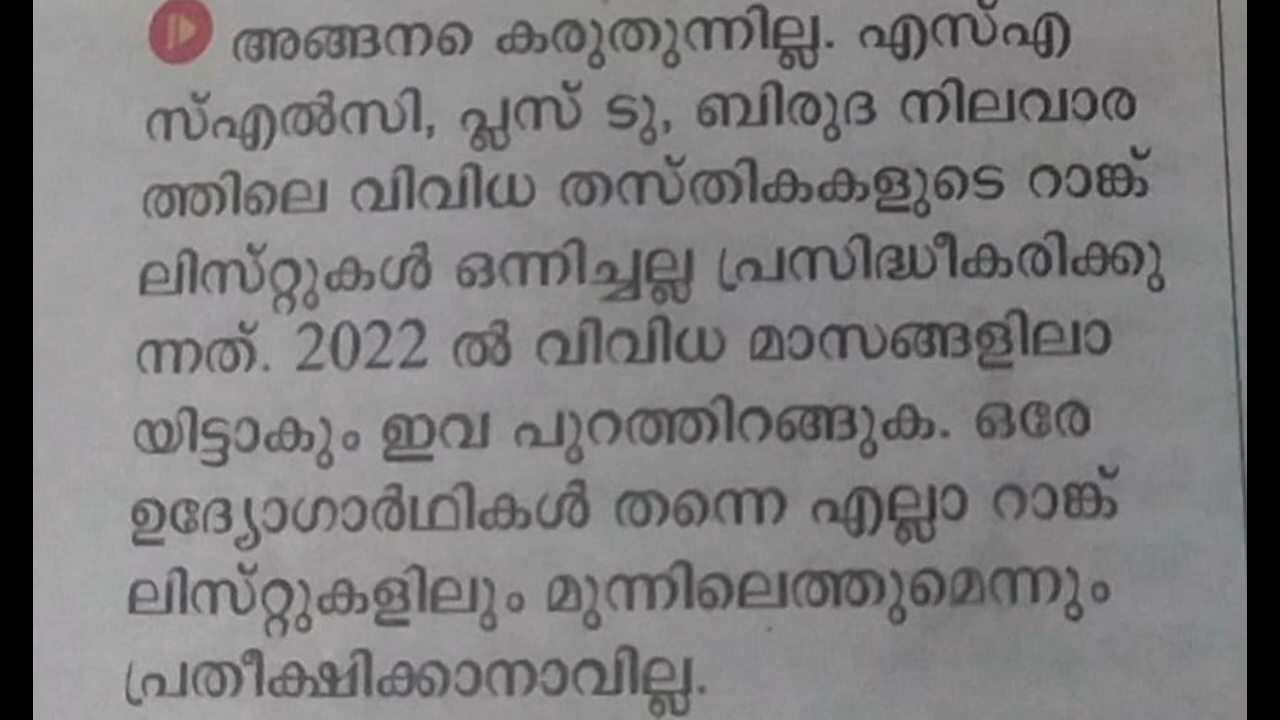 അങ്ങനെ കരുതുന്നില്ല. എസ്എ
സ്എൽസി, പ്ലസ് ടു, ബിരുദ നിലവാര
ത്തിലെ വിവിധ തസ്തികകളുടെ റാങ്ക്
ലിസ്റ്റുകൾ ഒന്നിച്ചല്ല പ്രസിദ്ധീകരിക്കു
ന്നത്. 2022 ൽ വിവിധ മാസങ്ങളിലാ
യിട്ടാകും ഇവ പുറത്തിറങ്ങുക. ഒരേ
ഉദ്യോഗാർഥികൾ തന്നെ എല്ലാ റാങ്ക്
ലിസ്റ്റുകളിലും മുന്നിലെത്തുമെന്നും
പ്രതീക്ഷിക്കാനാവില്ല.